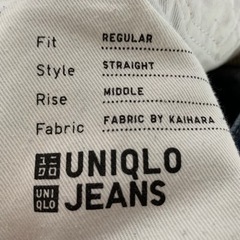 Fit REGULAR
Style STRAIGHT
Rise MIDDLE
Fabric FABRIC BY KAIHARA
ユニクロ UNIQLO
UNIQLO JEANS